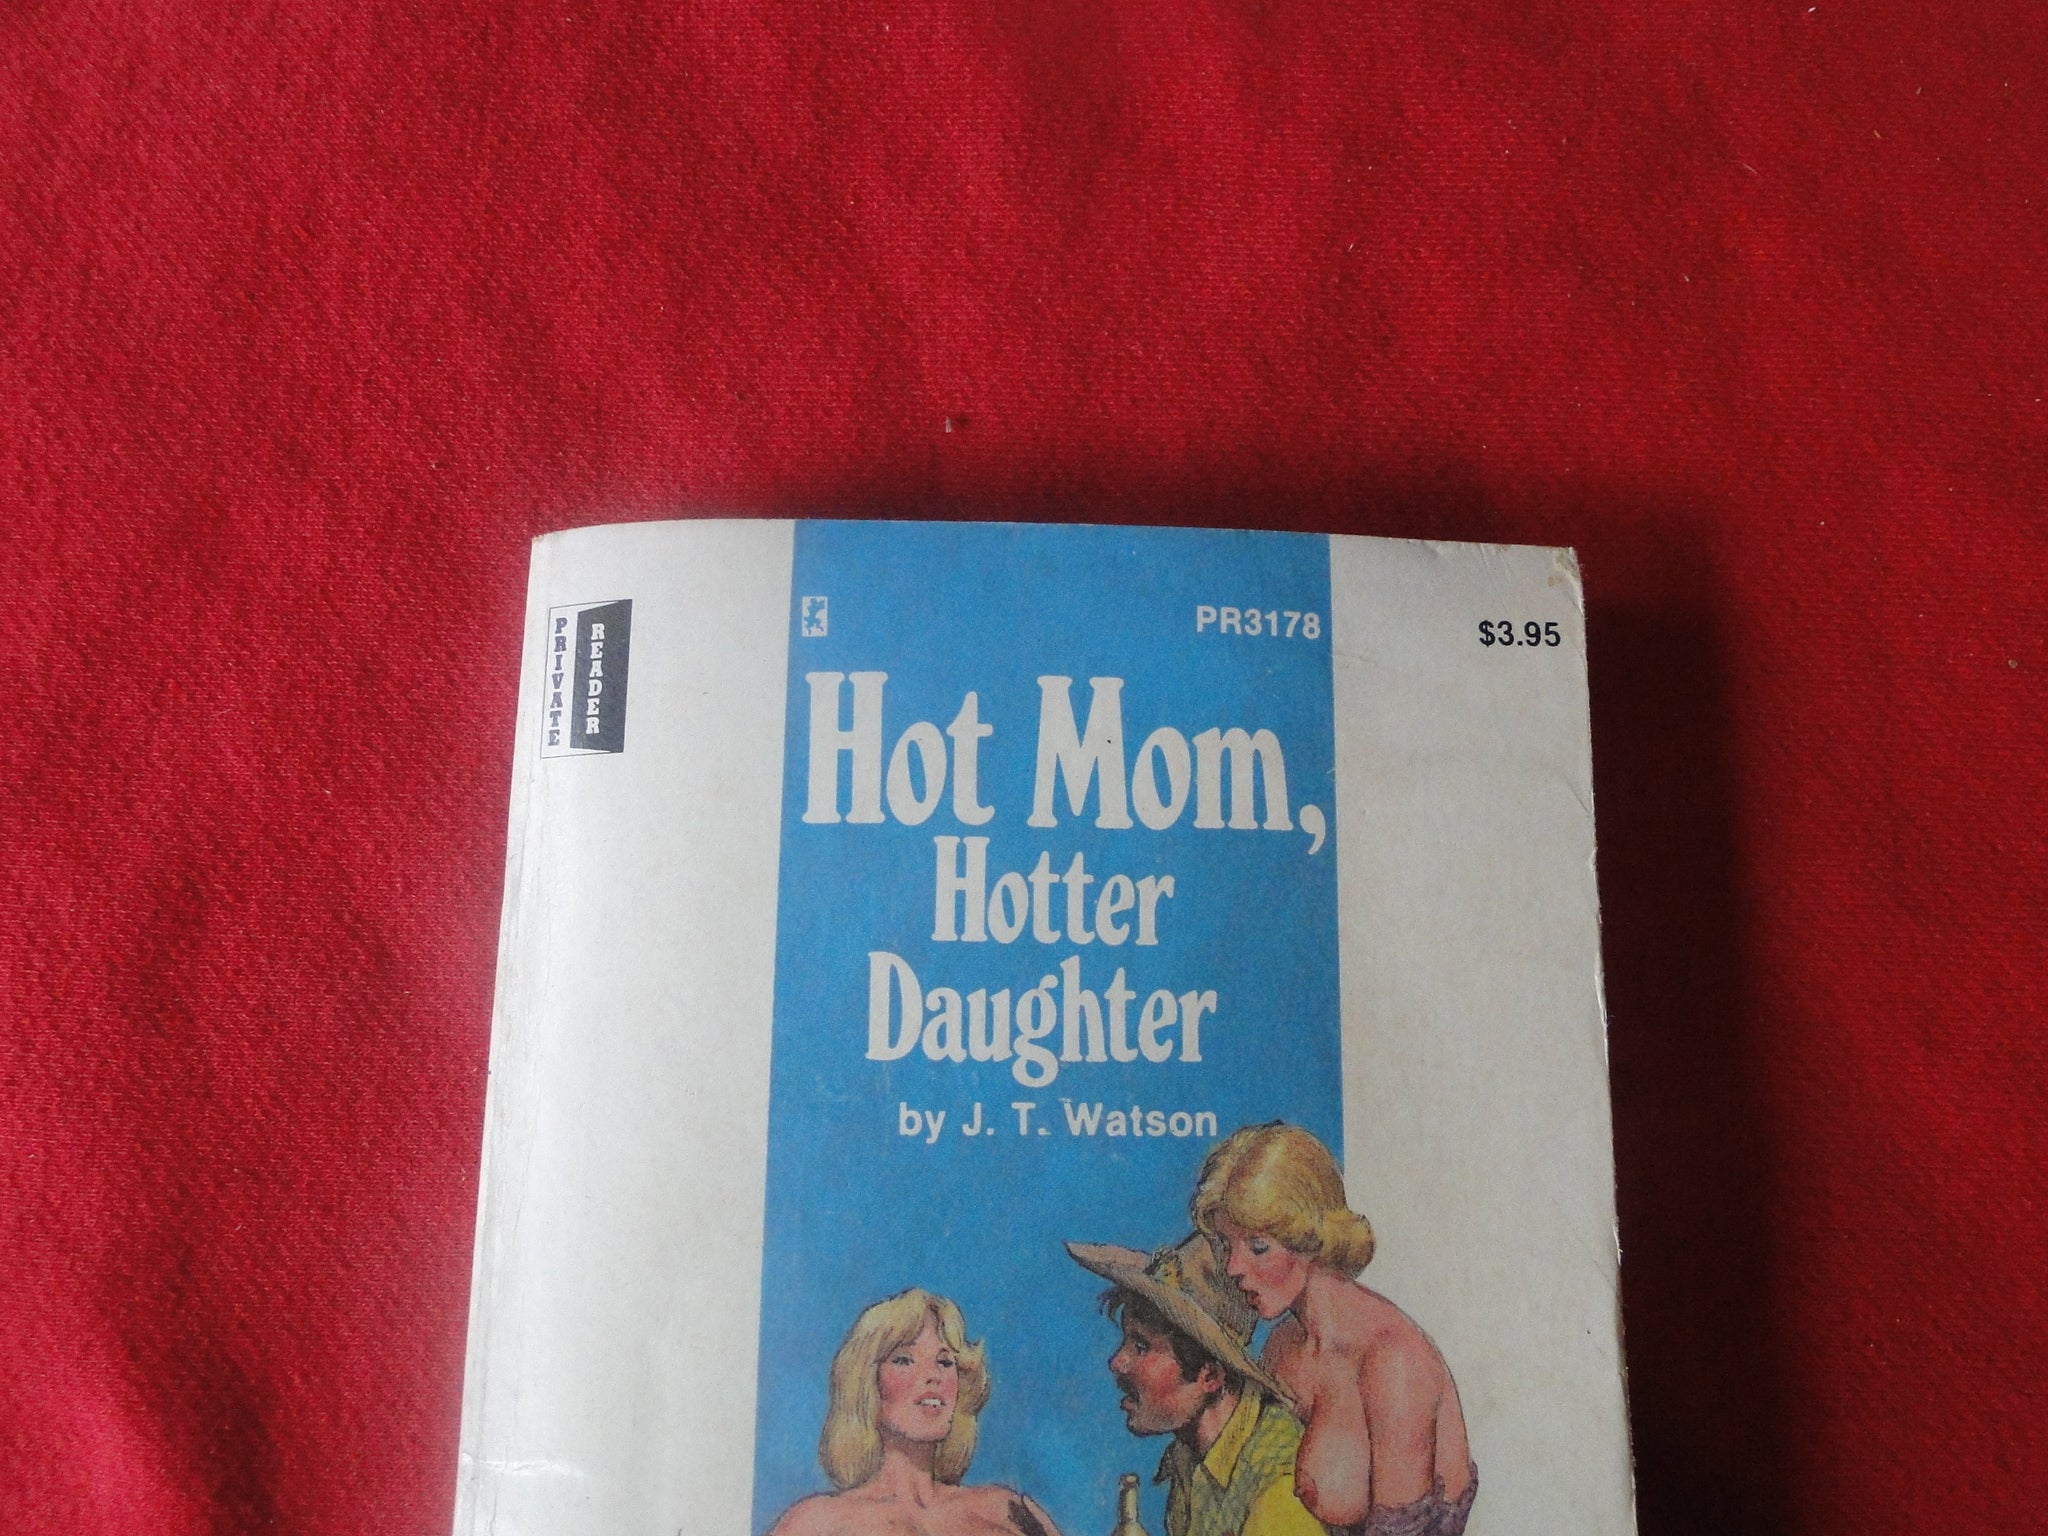 PRIVATE
READER
PR3178
$3.95
Hot Mom,
Hotter
Daughter
by J. T. Watson